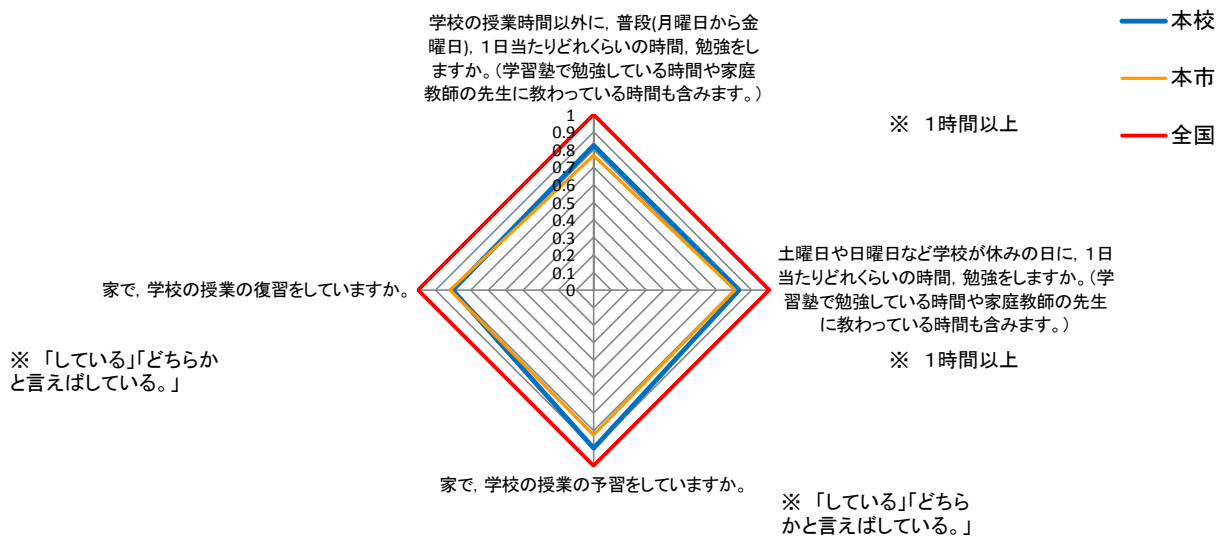 学校の授業時間以外に，普段(月曜日から金
曜日)，１日当たりどれくらいの時間，勉強をし
ますか。（学習塾で勉強している時間や家庭
教師の先生に教わっている時間も含みます。）
本校
本市
全国
※　１時間以上
1
0.9
0.8
0.7
0.6
0.5
0.4
0.3
0.2
0.1
0
土曜日や日曜日など学校が休みの日に，１日
当たりどれくらいの時間，勉強をしますか。（学
習塾で勉強している時間や家庭教師の先生
に教わっている時間も含みます。）
※　１時間以上
家で，学校の授業の復習をしていますか。
※　「している」「どちらか
と言えばしている。」
家で，学校の授業の予習をしていますか。
※　「している」「どちら
かと言えばしている。」